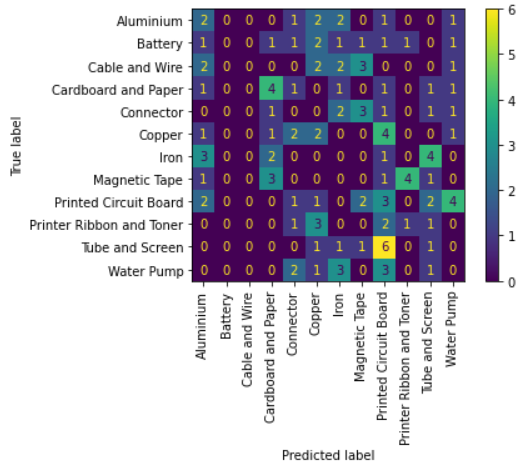 True label
Aluminium 2 0 0 0 1 2 2 0 1 0 0 1
Battery 1 0 0 1 1 2 1 1 1 1 0 1
Cable and Wire 2 0 0 0 0 2 2 3 0 0 0 1
Cardboard and Paper 1 0 0 4 1 0 1 0 1 0 1 1
Connector 0 0 0 1 0 0 2 3 1 0 1 1
Copper 1 0 0 1 2 2 0 0 4 0 0 1
Iron 3 0 0 2 0 0 0 0 1 0 4 0
Magnetic Tape 1 0 0 3 0 0 0 0 1 4 1 0
Printed Circuit Board 2 0 0 0 1 1 0 2 3 0 2 4
Printer Ribbon and Toner 0 0 0 0 1 3 0 0 2 1 1 0
Tube and Screen 0 0 0 0 0 1 1 1 6 0 1 0
Water Pump 0 0 0 0 2 1 3 0 3 0 1 0
Aluminium
Battery
Cable and Wire
Cardboard and Paper
Connector
Copper
Iron
Magnetic Tape
Printed Circuit Board
Printer Ribbon and Toner
Tube and Screen
Water Pump
Predicted label
6
5
4
3
2
1
0